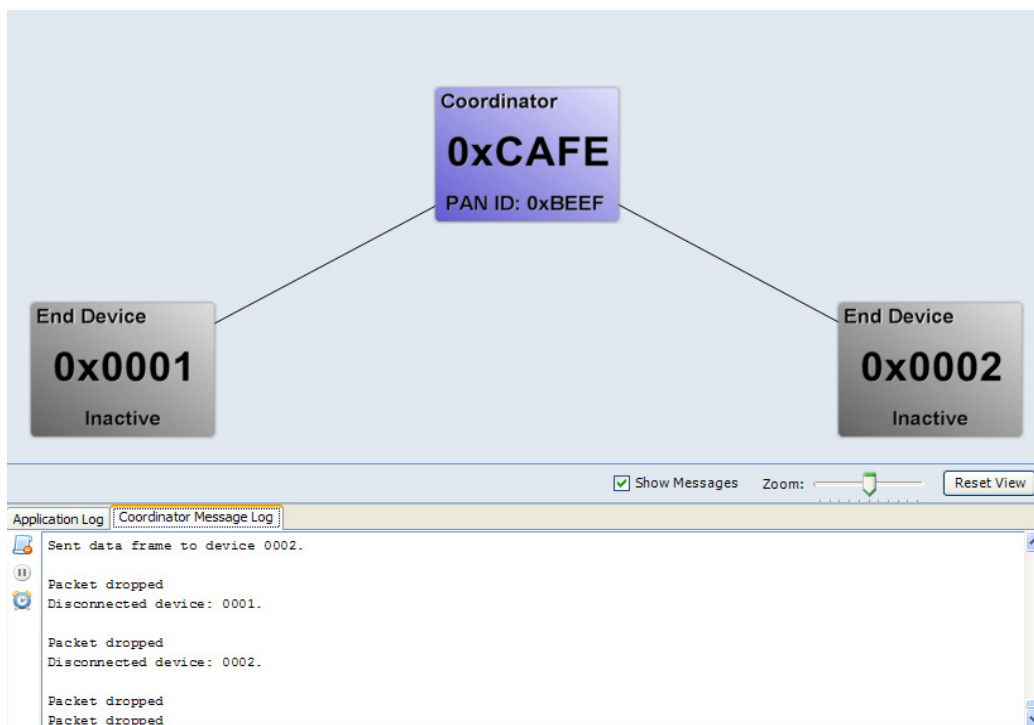 Coordinator
0xCAFE
PAN ID: 0xBEEF
End Device
0x0001
Inactive
End Device
0x0002
Inactive
Show Messages
Zoom:
Reset View
Application Log
Coordinator Message Log
Sent data frame to device 0002.
Packet dropped
Disconnected device: 0001.
Packet dropped
Disconnected device: 0002.
Packet dropped
Packet dropped